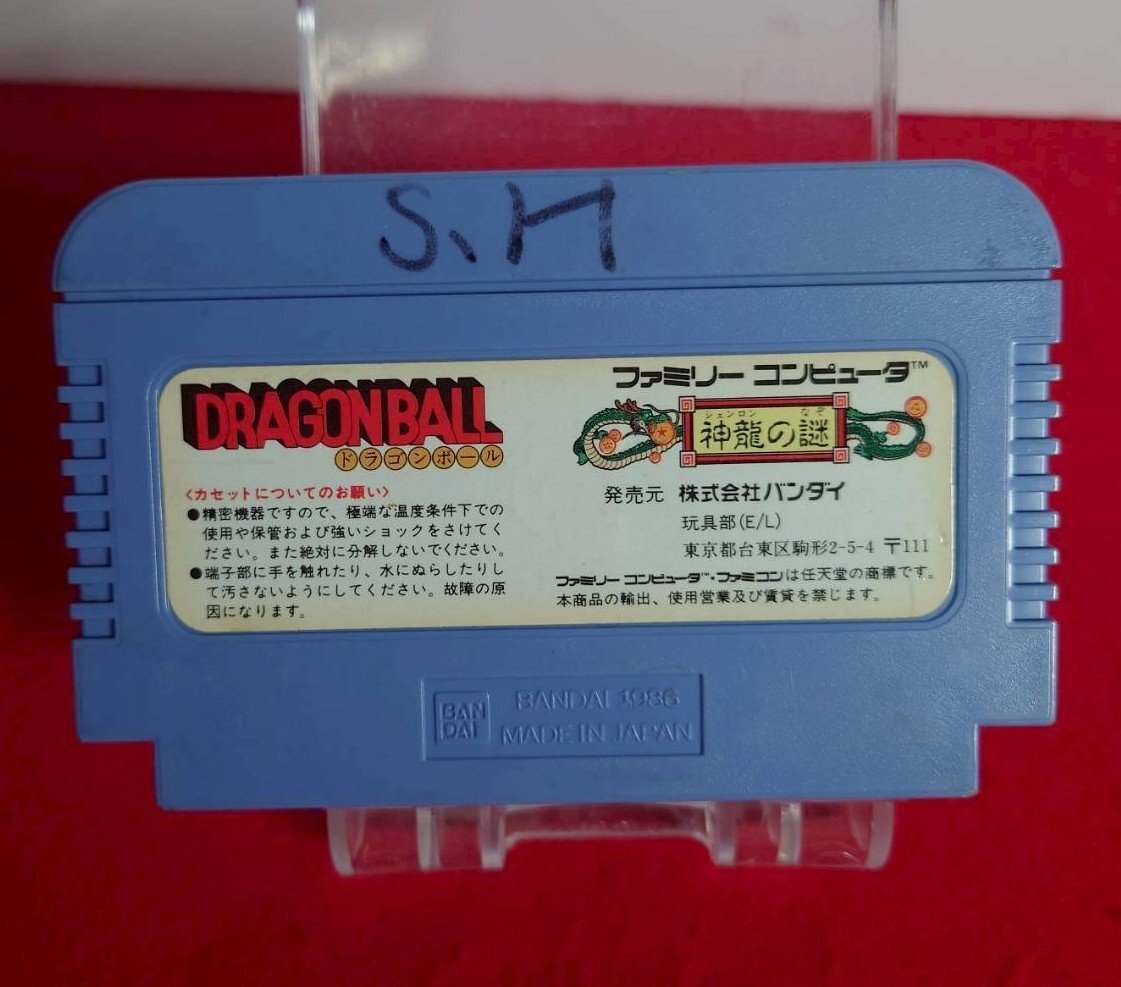 S.H
DRAGONBALL
ドラゴンボール
〈カセットについてのお願い〉
●精密機器ですので、極端な温度条件下での
使用や保管および強いショックをさけてく
ださい。また絶対に分解しないでください。
●端子部に手を触れたり、水にぬらしたりし
て汚さないようにしてください。故障の原
因になります。
ファミリー コンピュータ™
シェンロン なぞ
神龍の謎
発売元 株式会社バンダイ
玩具部(E/L)
東京都台東区駒形2-5-4 〒111
ファミリー コンピュータ™・ファミコンは任天堂の商標です。
本商品の輸出、使用営業及び賃貸を禁じます。
BAN
DAI
BANDAI 1986
MADE IN JAPAN